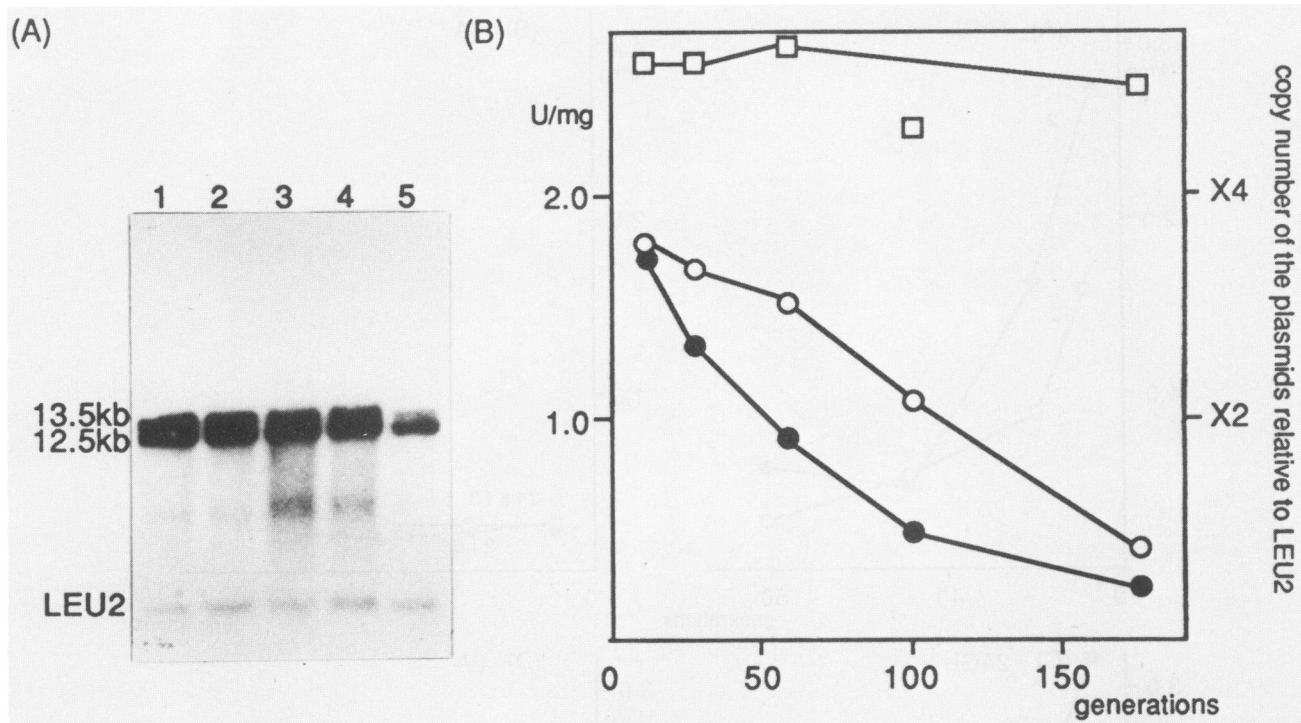 (A)
1 2 3 4 5
13.5kb
12.5kb
LEU2
(B)
U/mg
2.0
1.0
X4
X2
copy number of the plasmids relative to LEU2
0 50 100 150
generations